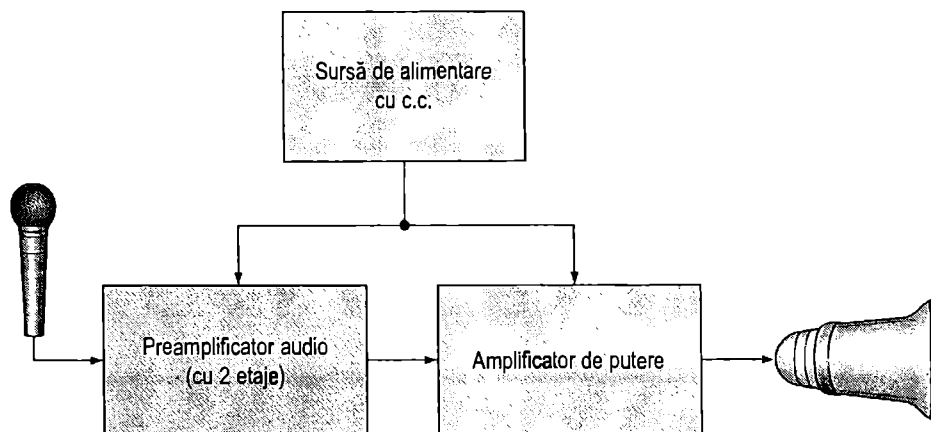 Sursă de alimentare
cu c.c.
Preamplificator audio
(cu 2 etaje)
Amplificator de putere